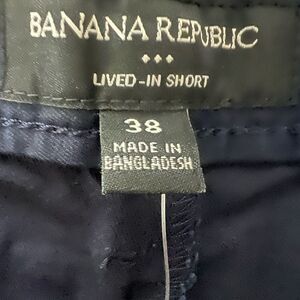 BANANA REPUBLIC
LIVED-IN SHORT
38
MADE IN
BANGLADESH